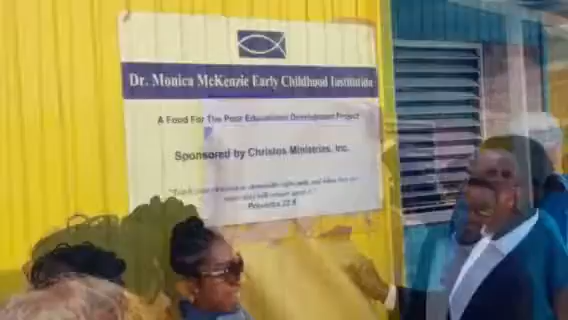 Dr. Monica McKenzie Early Childhood Institution
A Food For The Poor Educational Development Project
Sponsored by Christos Ministries, Inc.
Proverbs 22:6